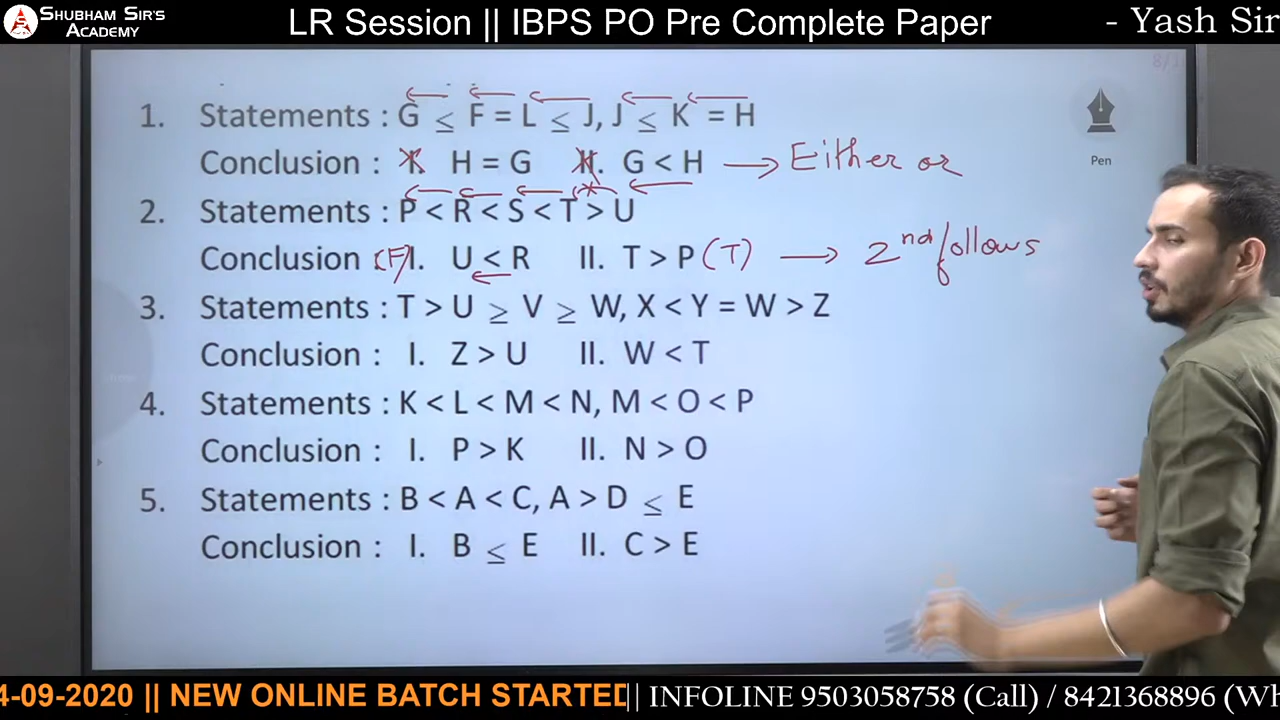 SHUBHAM SIR'S
ACADEMY
LR Session || IBPS PO Pre Complete Paper
- Yash Sir
1. Statements : G ≤ F = L ≤ J, J ≤ K = H
Conclusion : I. H = G II. G < H → Either or
2. Statements : P < R < S < T > U
Conclusion : (F) I. U < R II. T > P (T) → 2nd follows
3. Statements : T > U ≥ V ≥ W, X < Y = W > Z
Conclusion : I. Z > U II. W < T
4. Statements : K < L < M < N, M < O < P
Conclusion : I. P > K II. N > O
5. Statements : B < A < C, A > D ≤ E
Conclusion : I. B ≤ E II. C > E
Pen
4-09-2020 || NEW ONLINE BATCH STARTED || INFOLINE 9503058758 (Call) / 8421368896 (Wh